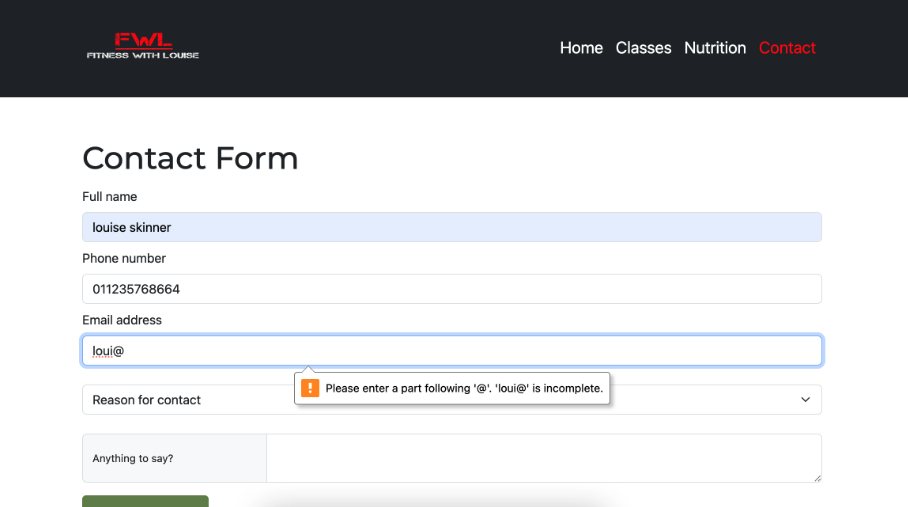 FWL
FITNESS WITH LOUISE
Home Classes Nutrition Contact
Contact Form
Full name
louise skinner
Phone number
011235768664
Email address
loui@
Please enter a part following '@'. 'loui@' is incomplete.
Reason for contact
Anything to say?